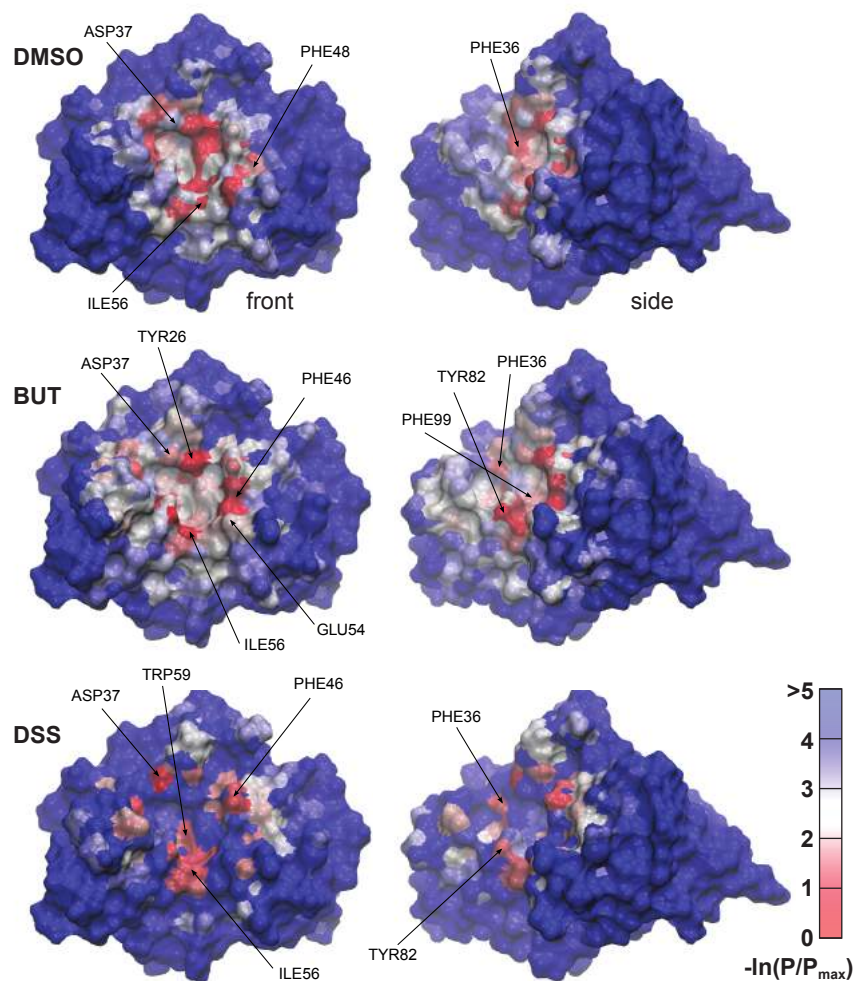 ASP37
PHE48
DMSO
PHE36
ILE56
front
side
TYR26
ASP37
PHE46
BUT
PHE36
TYR82
PHE99
GLU54
ILE56
TRP59
ASP37
PHE46
DSS
PHE36
TYR82
ILE56
>5
4
3
2
1
0
-ln(P/Pmax)